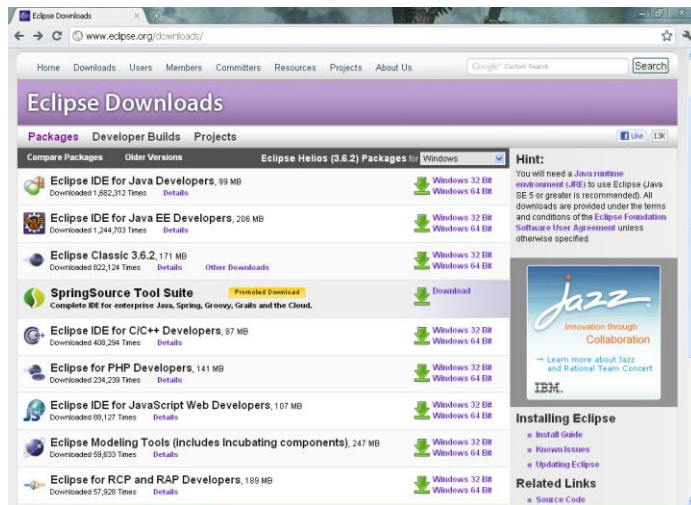 Eclipse Downloads
www.eclipse.org/downloads/
Home Downloads Users Members Committers Resources Projects About Us
Google™ Custom Search Search
Eclipse Downloads
Packages Developer Builds Projects
Like 13K
Compare Packages Older Versions Eclipse Helios (3.6.2) Packages for Windows
Eclipse IDE for Java Developers, 99 MB
Downloaded 1,682,312 Times Details
Windows 32 Bit
Windows 64 Bit
Eclipse IDE for Java EE Developers, 206 MB
Downloaded 1,244,703 Times Details
Windows 32 Bit
Windows 64 Bit
Eclipse Classic 3.6.2, 171 MB
Downloaded 822,124 Times Details Other Downloads
Windows 32 Bit
Windows 64 Bit
SpringSource Tool Suite Promoted Download
Complete IDE for enterprise Java, Spring, Groovy, Grails and the Cloud.
Download
Eclipse IDE for C/C++ Developers, 87 MB
Downloaded 408,294 Times Details
Windows 32 Bit
Windows 64 Bit
Eclipse for PHP Developers, 141 MB
Downloaded 234,239 Times Details
Windows 32 Bit
Windows 64 Bit
Eclipse IDE for JavaScript Web Developers, 107 MB
Downloaded 88,127 Times Details
Windows 32 Bit
Windows 64 Bit
Eclipse Modeling Tools (includes Incubating components), 247 MB
Downloaded 59,633 Times Details
Windows 32 Bit
Windows 64 Bit
Eclipse for RCP and RAP Developers, 189 MB
Downloaded 57,928 Times Details
Windows 32 Bit
Windows 64 Bit
Hint:
You will need a Java runtime
environment (JRE) to use Eclipse (Java
SE 5 or greater is recommended). All
downloads are provided under the terms
and conditions of the Eclipse Foundation
Software User Agreement unless
otherwise specified.
jazz
Innovation through
Collaboration
→ Learn more about Jazz
and Rational Team Concert
IBM.
Installing Eclipse
Install Guide
Known Issues
Updating Eclipse
Related Links
Source Code